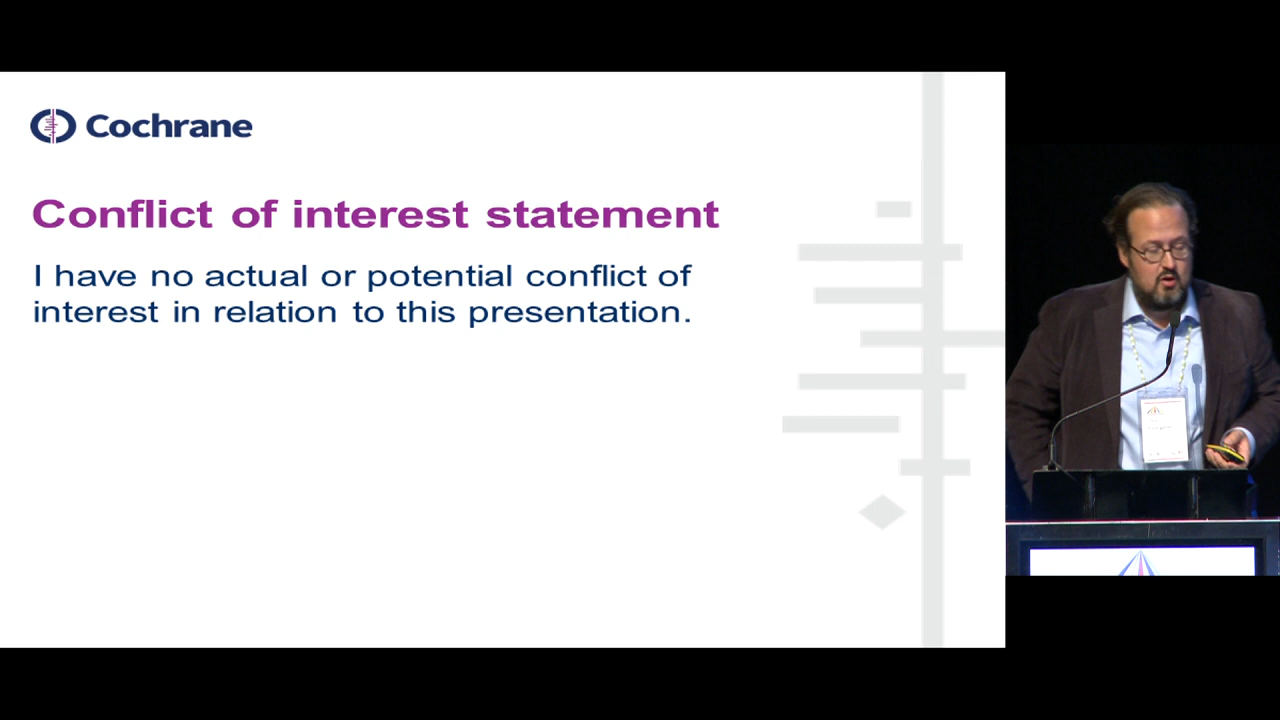 Cochrane
Conflict of interest statement
I have no actual or potential conflict of
interest in relation to this presentation.